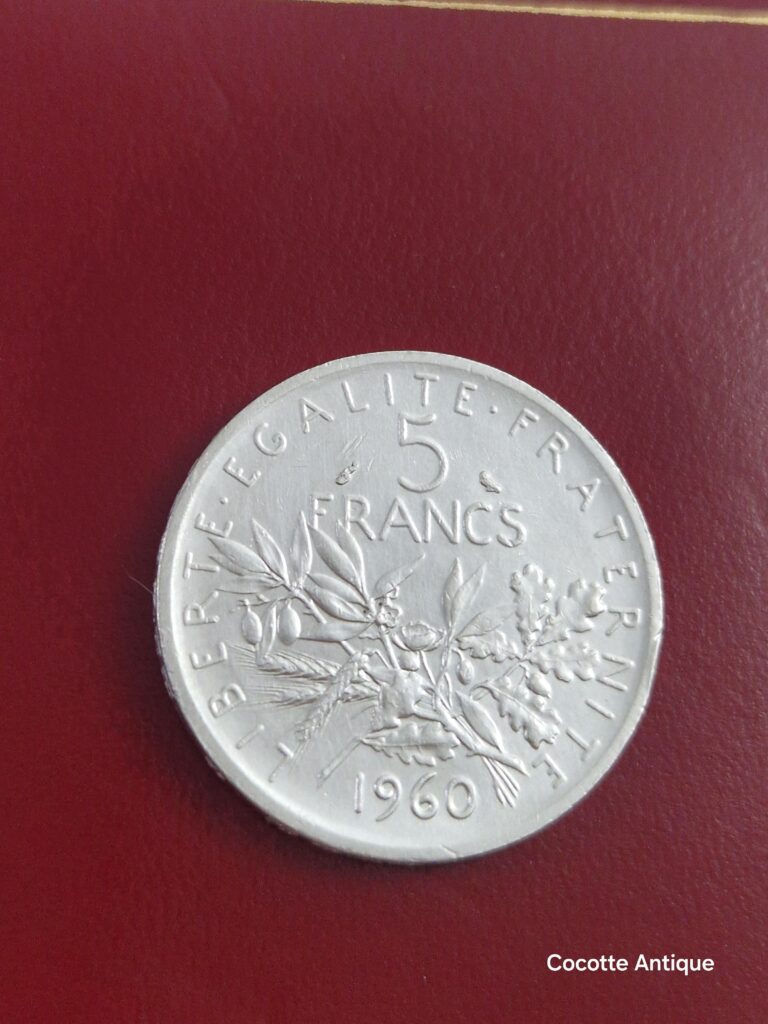 LIBERTE · EGALITE · FRATERNITE
5
FRANCS
1960
Cocotte Antique